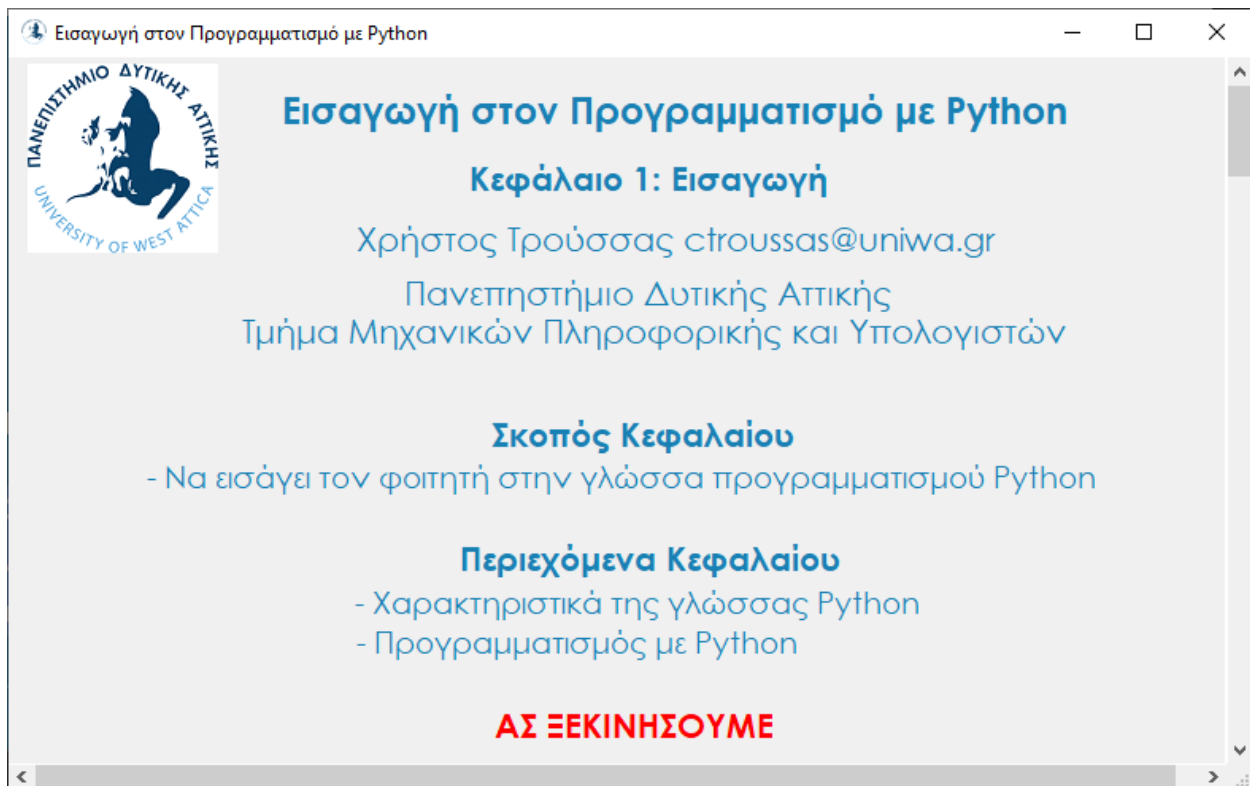 Εισαγωγή στον Προγραμματισμό με Python
ΠΑΝΕΠΙΣΤΗΜΙΟ ΔΥΤΙΚΗΣ ΑΤΤΙΚΗΣ
UNIVERSITY OF WEST ATTICA
Εισαγωγή στον Προγραμματισμό με Python
Κεφάλαιο 1: Εισαγωγή
Χρήστος Τρούσσας ctroussas@uniwa.gr
Πανεπηστήμιο Δυτικής Αττικής
Τμήμα Μηχανικών Πληροφορικής και Υπολογιστών
Σκοπός Κεφαλαίου
- Να εισάγει τον φοιτητή στην γλώσσα προγραμματισμού Python
Περιεχόμενα Κεφαλαίου
- Χαρακτηριστικά της γλώσσας Python
- Προγραμματισμός με Python
ΑΣ ΞΕΚΙΝΗΣΟΥΜΕ